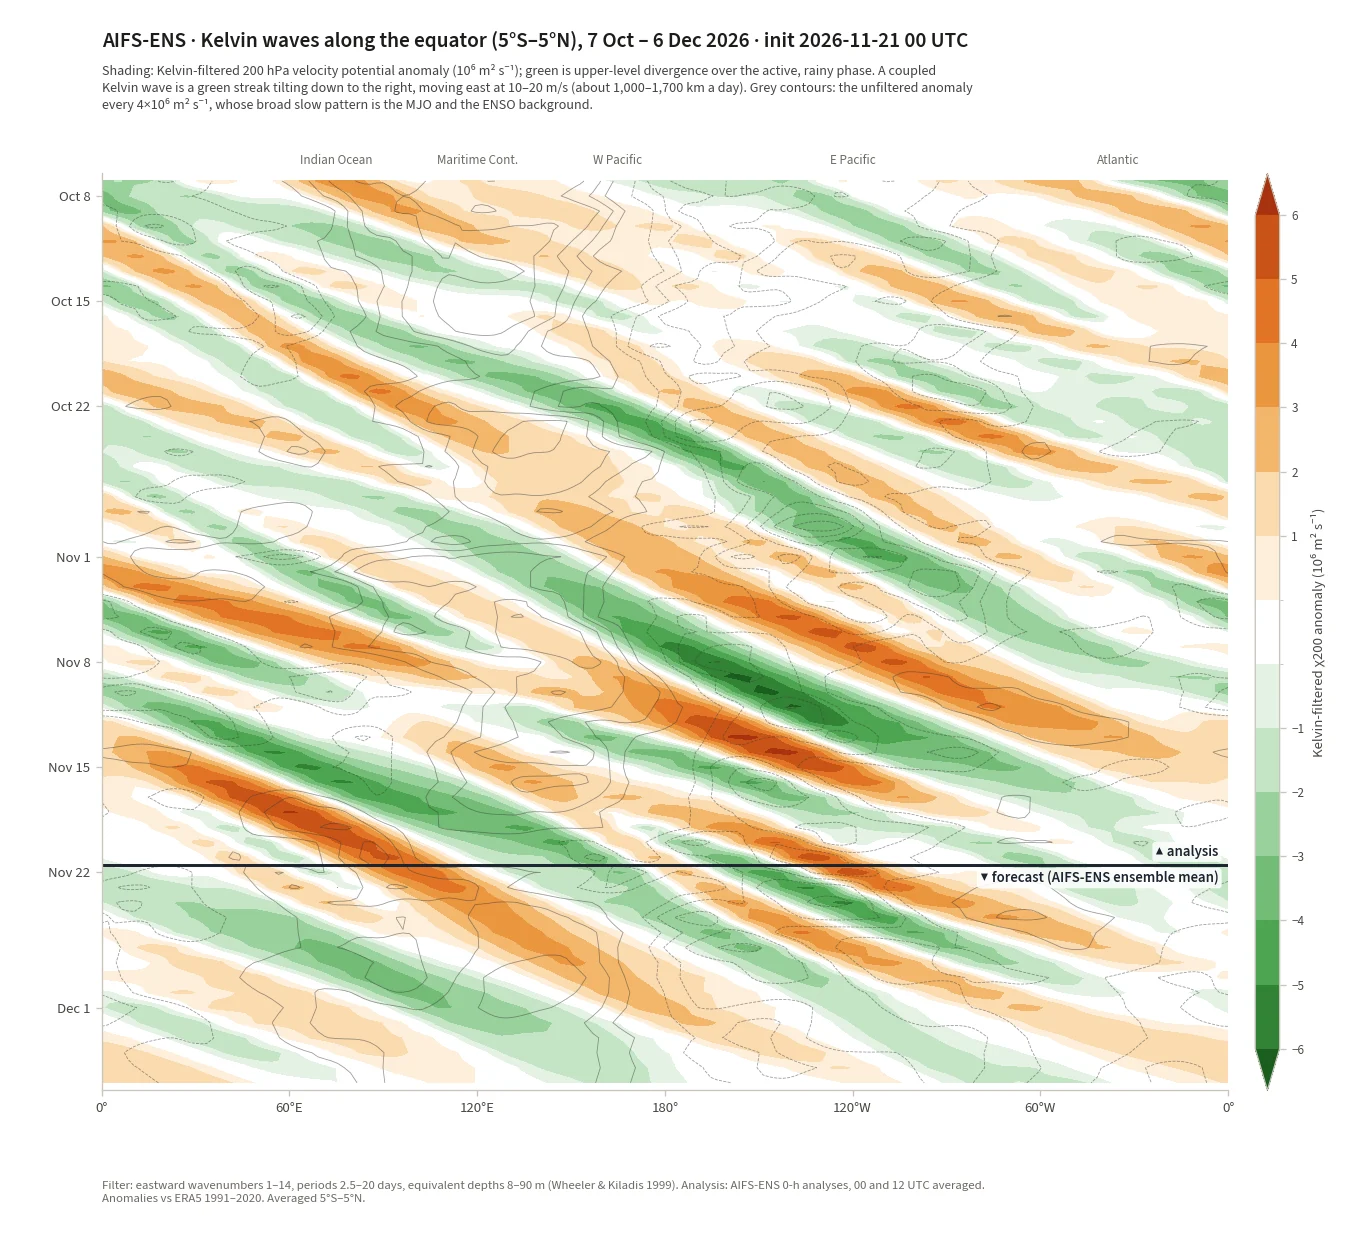 AIFS-ENS · Kelvin waves along the equator (5°S–5°N), 7 Oct – 6 Dec 2026 · init 2026-11-21 00 UTC
Shading: Kelvin-filtered 200 hPa velocity potential anomaly (10⁶ m² s⁻¹); green is upper-level divergence over the active, rainy phase. A coupled
Kelvin wave is a green streak tilting down to the right, moving east at 10–20 m/s (about 1,000–1,700 km a day). Grey contours: the unfiltered anomaly
every 4×10⁶ m² s⁻¹, whose broad slow pattern is the MJO and the ENSO background.
Indian Ocean Maritime Cont. W Pacific E Pacific Atlantic
Oct 8
Oct 15
Oct 22
Nov 1
Nov 8
Nov 15
Nov 22
Dec 1
▲ analysis
▼ forecast (AIFS-ENS ensemble mean)
0° 60°E 120°E 180° 120°W 60°W 0°
6
5
4
3
2
1
−1
−2
−3
−4
−5
−6
Kelvin-filtered χ200 anomaly (10⁶ m² s⁻¹)
Filter: eastward wavenumbers 1–14, periods 2.5–20 days, equivalent depths 8–90 m (Wheeler & Kiladis 1999). Analysis: AIFS-ENS 0-h analyses, 00 and 12 UTC averaged.
Anomalies vs ERA5 1991–2020. Averaged 5°S–5°N.